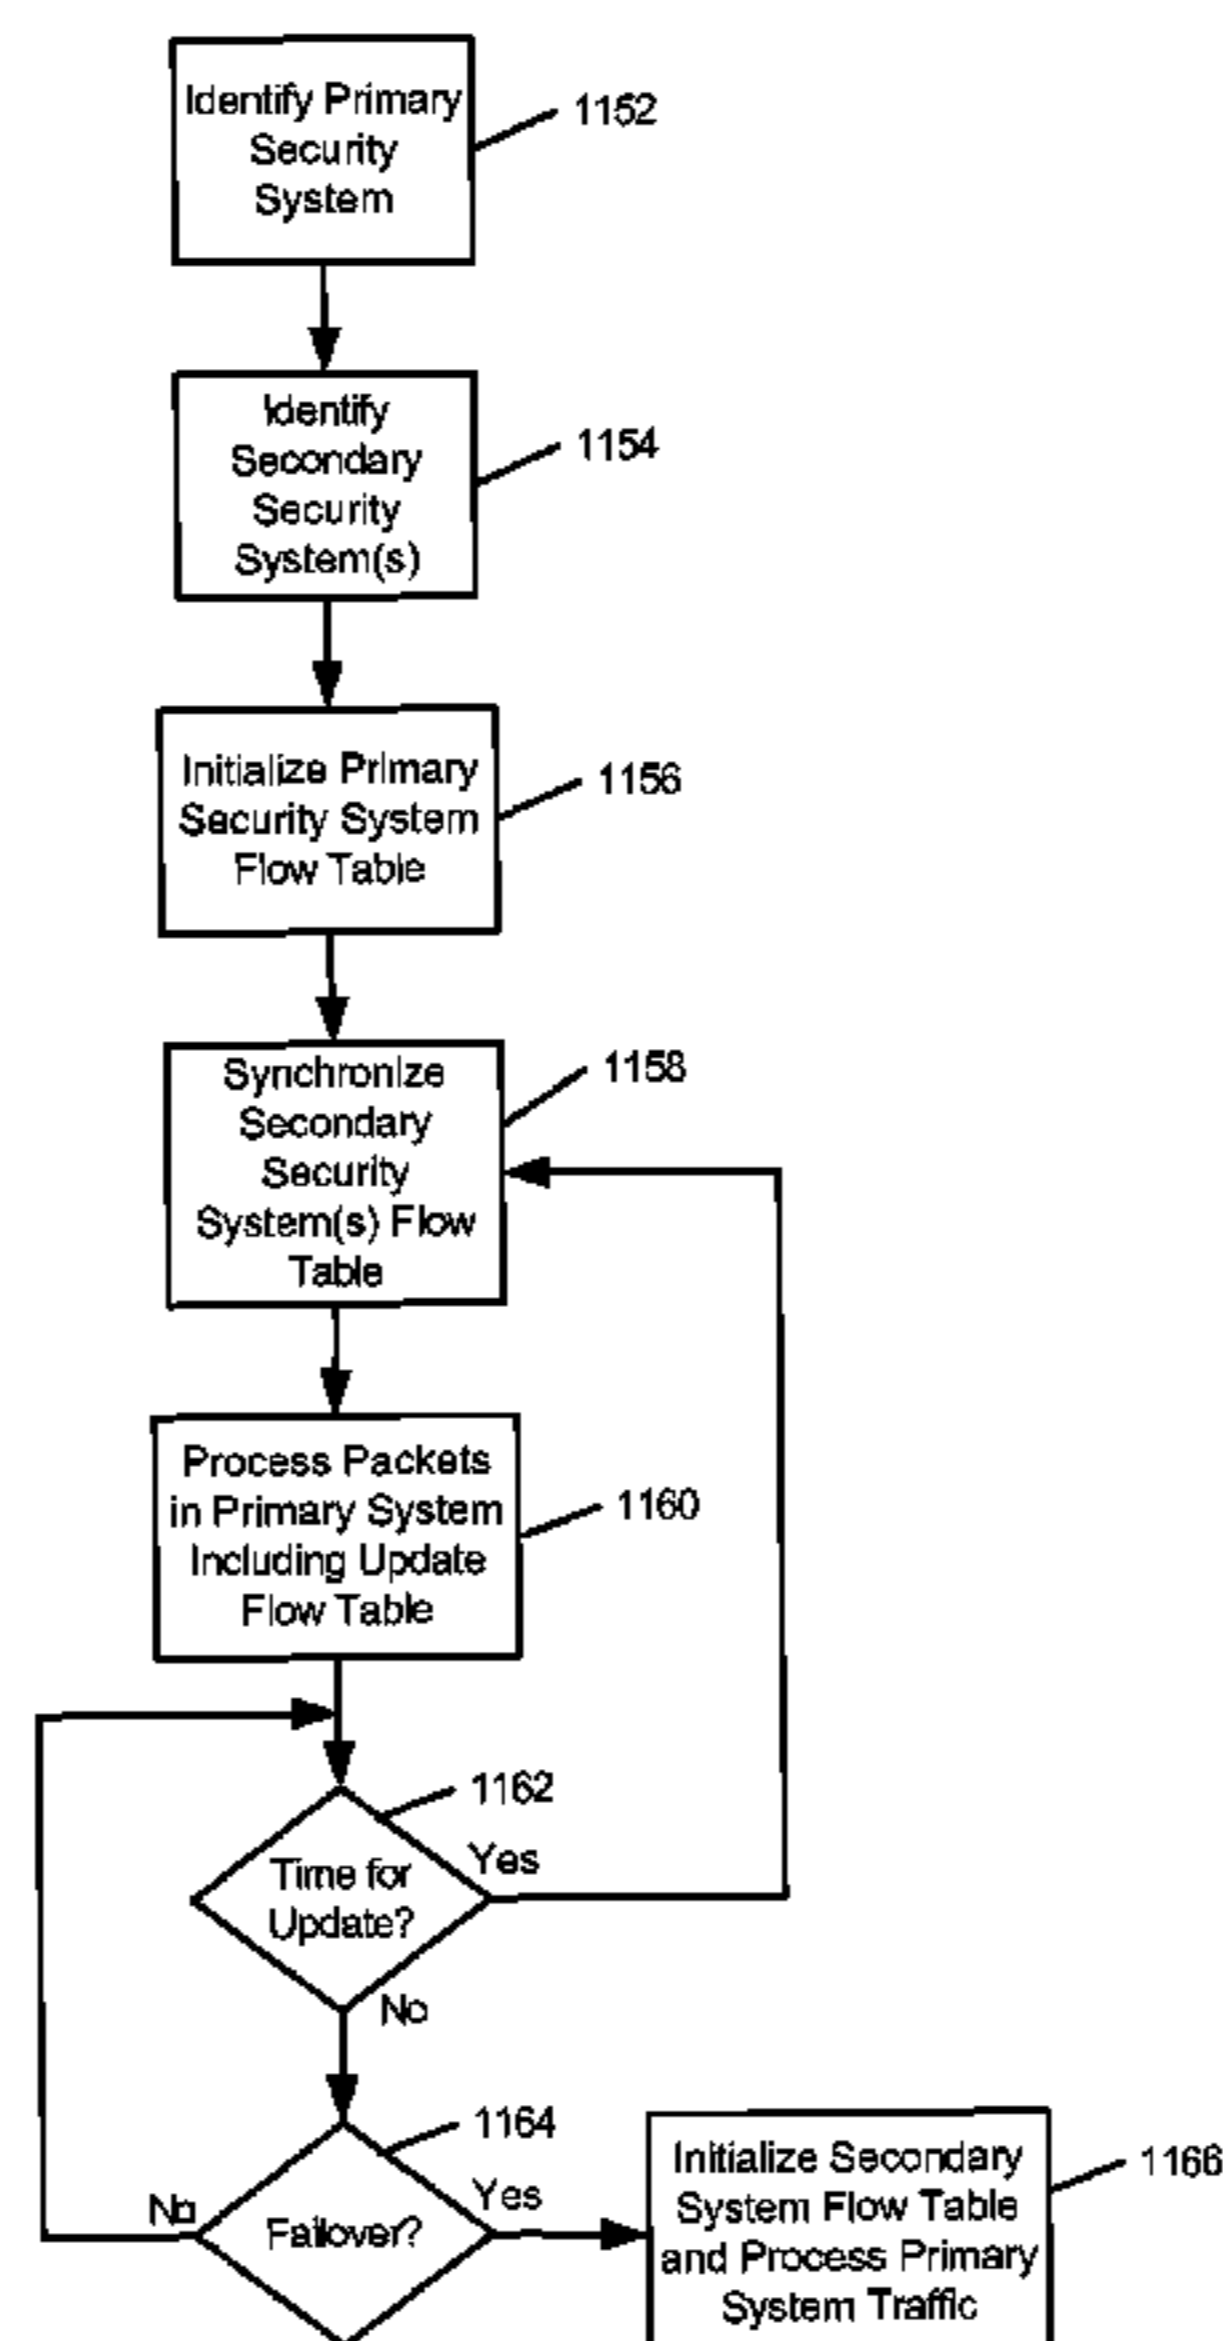 Identify Primary
Security
System
1152
Identify
Secondary
Security
System(s)
1154
Initialize Primary
Security System
Flow Table
1156
Synchronize
Secondary
Security
System(s) Flow
Table
1158
Process Packets
in Primary System
Including Update
Flow Table
1160
1162
Time for
Update?
Yes
No
1164
Failover?
No
Yes
Initialize Secondary
System Flow Table
and Process Primary
System Traffic
1166